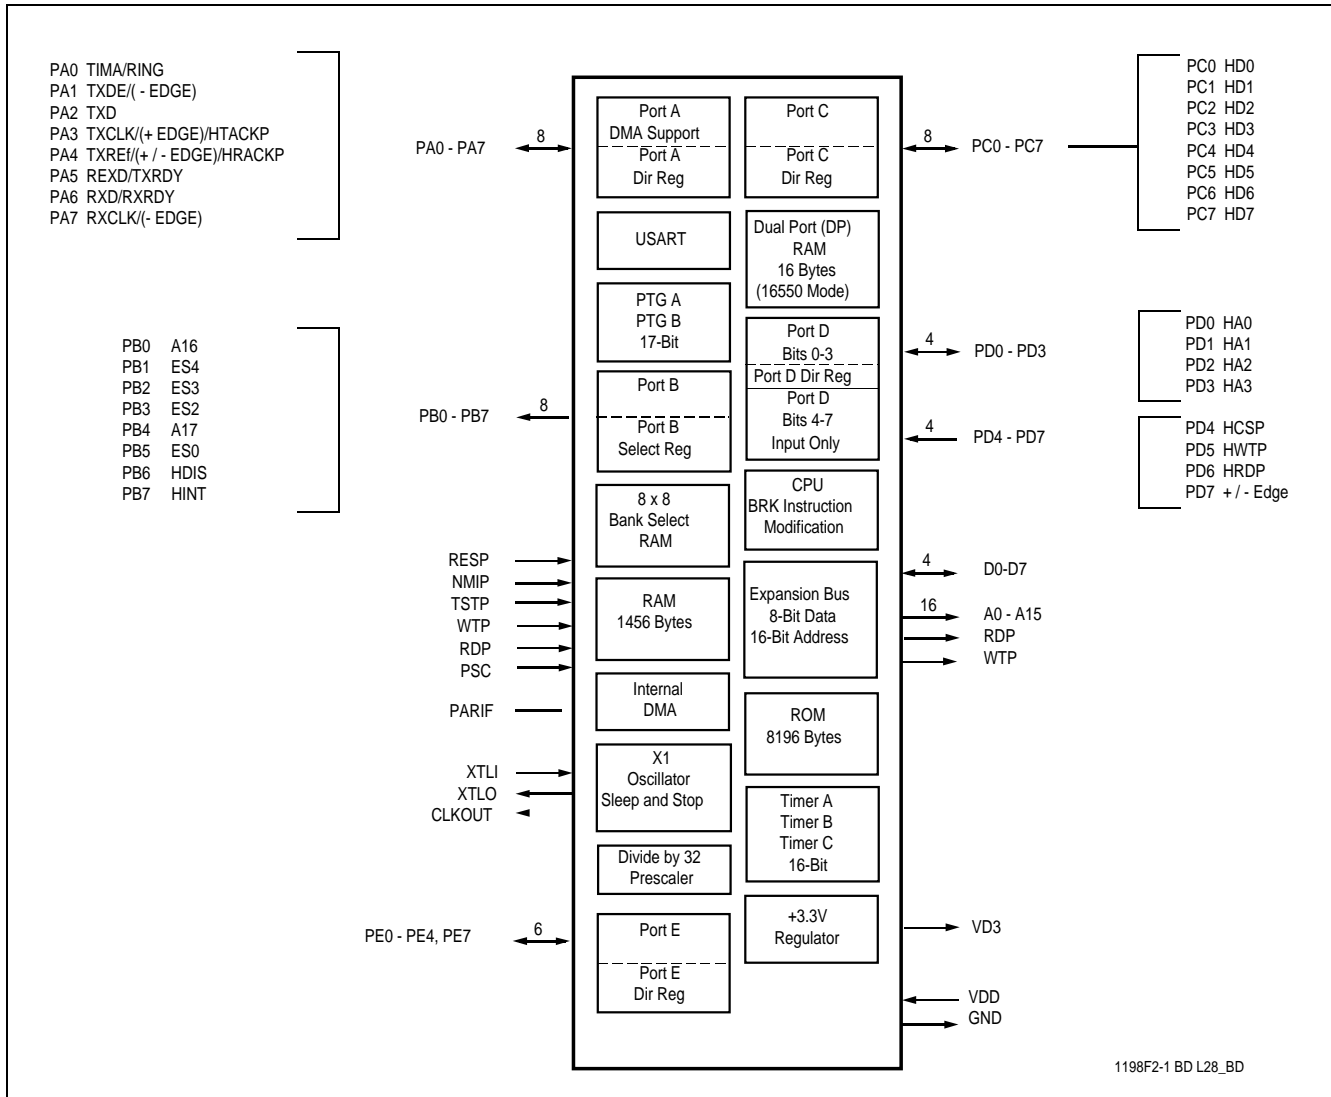 PA0 TIMA/RING
PA1 TXDE/( - EDGE)
PA2 TXD
PA3 TXCLK/(+ EDGE)/HTACKP
PA4 TXREf/(+ / - EDGE)/HRACKP
PA5 REXD/TXRDY
PA6 RXD/RXRDY
PA7 RXCLK/(- EDGE)
PA0 - PA7
8
PB0 A16
PB1 ES4
PB2 ES3
PB3 ES2
PB4 A17
PB5 ES0
PB6 HDIS
PB7 HINT
PB0 - PB7
8
RESP
NMIP
TSTP
WTP
RDP
PSC
PARIF
XTLI
XTLO
CLKOUT
PE0 - PE4, PE7
6
Port A
DMA Support
Port A
Dir Reg
USART
PTG A
PTG B
17-Bit
Port B
Port B
Select Reg
8 x 8
Bank Select
RAM
RAM
1456 Bytes
Internal
DMA
X1
Oscillator
Sleep and Stop
Divide by 32
Prescaler
Port E
Port E
Dir Reg
Port C
Port C
Dir Reg
Dual Port (DP)
RAM
16 Bytes
(16550 Mode)
Port D
Bits 0-3
Port D Dir Reg
Port D
Bits 4-7
Input Only
CPU
BRK Instruction
Modification
Expansion Bus
8-Bit Data
16-Bit Address
ROM
8196 Bytes
Timer A
Timer B
Timer C
16-Bit
+3.3V
Regulator
8
PC0 - PC7
PC0 HD0
PC1 HD1
PC2 HD2
PC3 HD3
PC4 HD4
PC5 HD5
PC6 HD6
PC7 HD7
4
PD0 - PD3
PD0 HA0
PD1 HA1
PD2 HA2
PD3 HA3
4
PD4 - PD7
PD4 HCSP
PD5 HWTP
PD6 HRDP
PD7 + / - Edge
4
D0-D7
16
A0 - A15
RDP
WTP
VD3
VDD
GND
1198F2-1 BD L28_BD